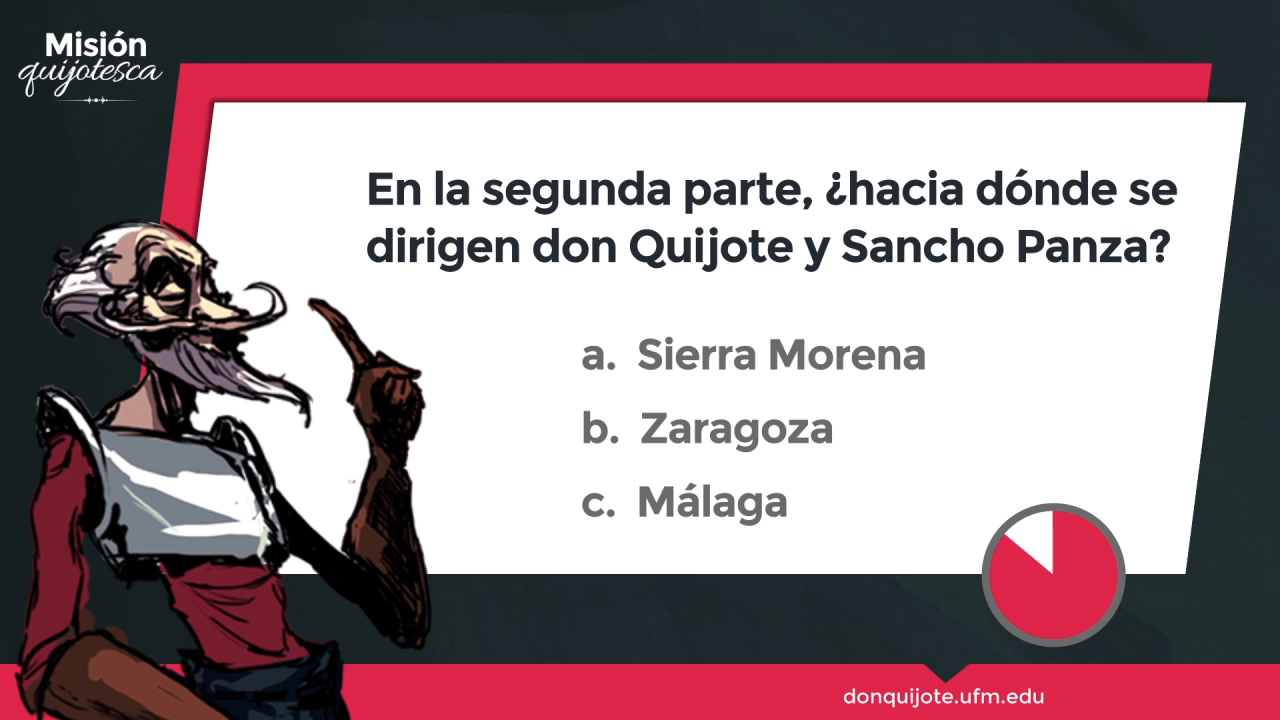 Misión
quijotesca
En la segunda parte, ¿hacia dónde se
dirigen don Quijote y Sancho Panza?
a. Sierra Morena
b. Zaragoza
c. Málaga
donquijote.ufm.edu